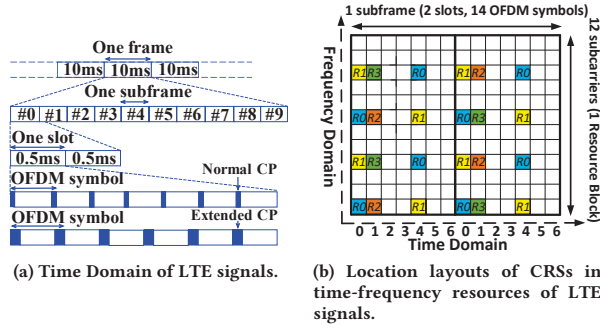 One frame
10ms 10ms 10ms
One subframe
#0 #1 #2 #3 #4 #5 #6 #7 #8 #9
One slot
0.5ms 0.5ms
Normal CP
OFDM symbol
Extended CP
OFDM symbol
(a) Time Domain of LTE signals.
1 subframe (2 slots, 14 OFDM symbols)
Frequency Domain
12 subcarriers (1 Resource Block)
R1 R3 R0 R1 R2 R0
R0 R2 R1 R0 R3 R1
R1 R3 R0 R1 R2 R0
R0 R2 R1 R0 R3 R1
0 1 2 3 4 5 6 0 1 2 3 4 5 6
Time Domain
(b) Location layouts of CRSs in
time-frequency resources of LTE
signals.